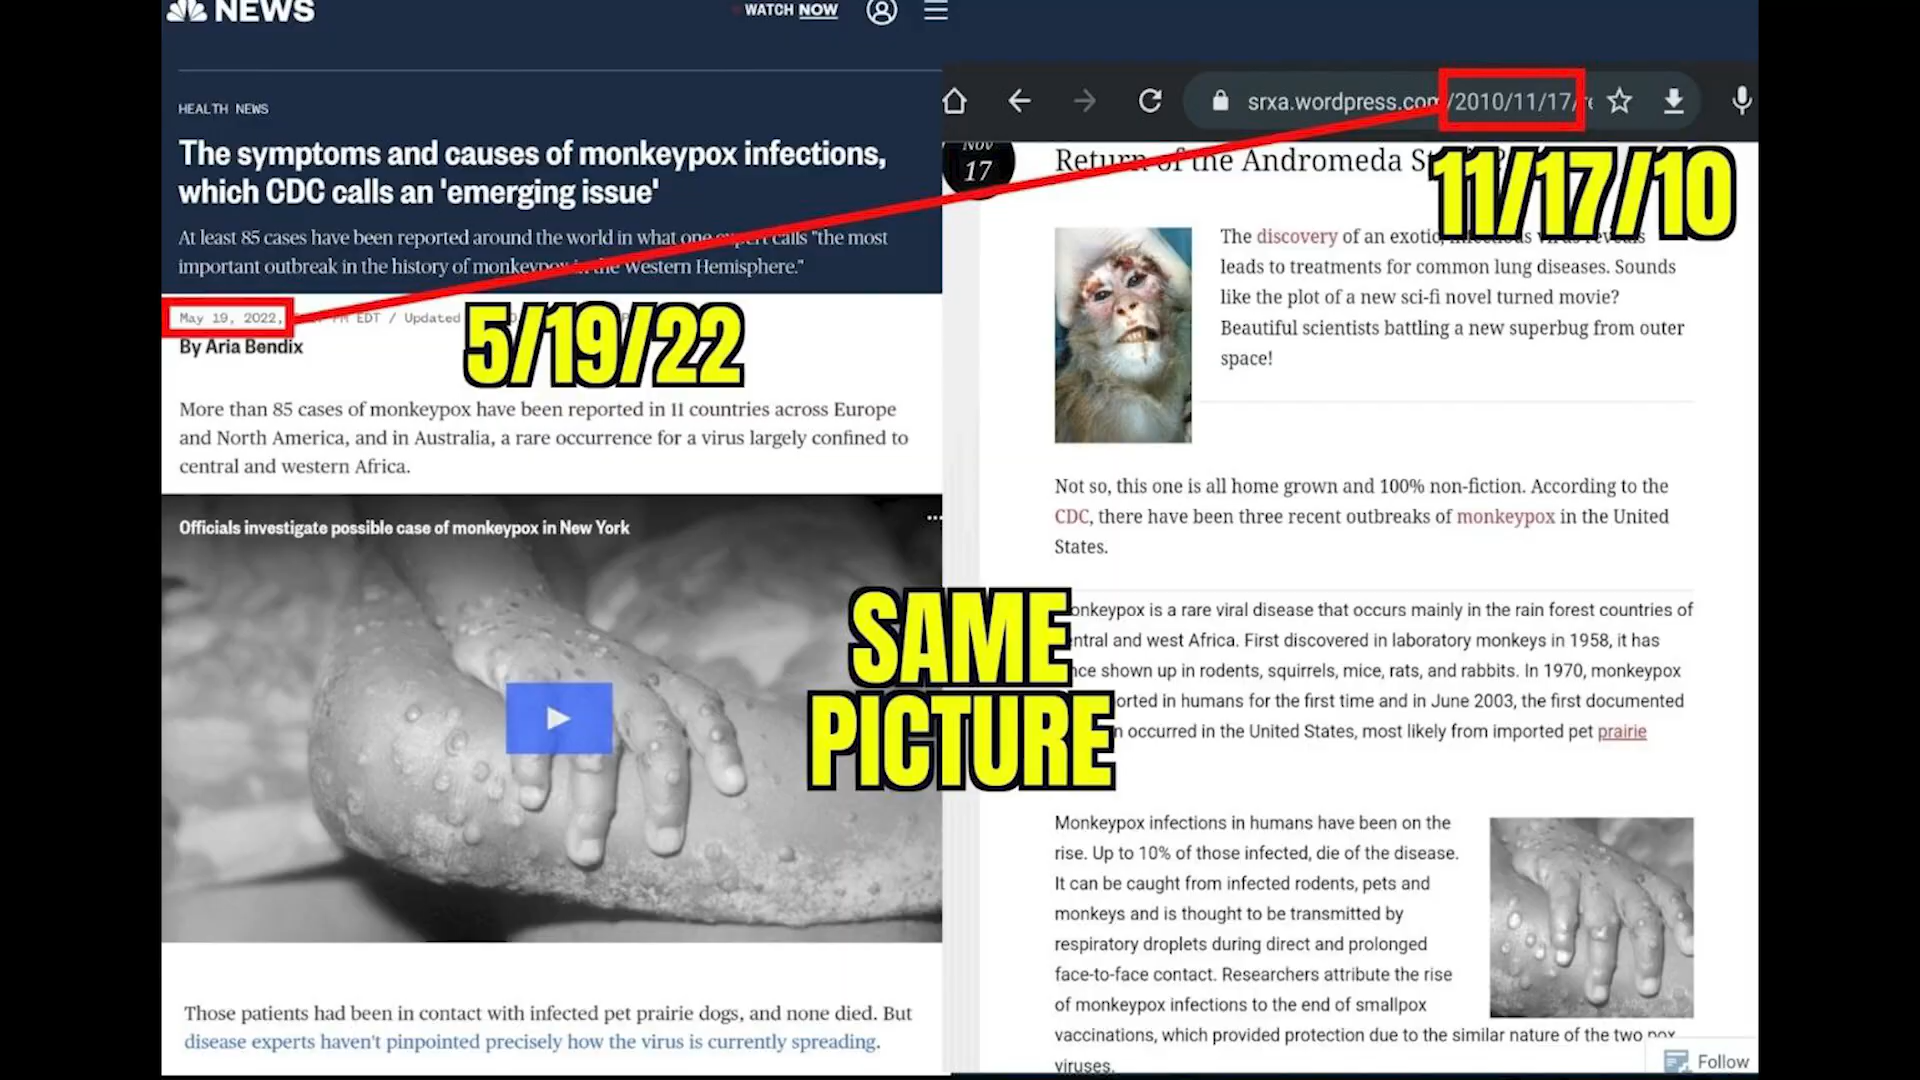 NEWS
WATCH NOW
HEALTH NEWS
The symptoms and causes of monkeypox infections,
which CDC calls an 'emerging issue'
At least 85 cases have been reported around the world in what one expert calls "the most
important outbreak in the history of monkeypox in the Western Hemisphere."
May 19, 2022,
EDT / Updated
5/19/22
By Aria Bendix
More than 85 cases of monkeypox have been reported in 11 countries across Europe
and North America, and in Australia, a rare occurrence for a virus largely confined to
central and western Africa.
Officials investigate possible case of monkeypox in New York
Those patients had been in contact with infected pet prairie dogs, and none died. But
disease experts haven't pinpointed precisely how the virus is currently spreading.
SAME
PICTURE
srxa.wordpress.com/2010/11/17/
NOV
17
Return of the Andromeda
11/17/10
The discovery of an exotic, infectious virus reveals
leads to treatments for common lung diseases. Sounds
like the plot of a new sci-fi novel turned movie?
Beautiful scientists battling a new superbug from outer
space!
Not so, this one is all home grown and 100% non-fiction. According to the
CDC, there have been three recent outbreaks of monkeypox in the United
States.
onkeypox is a rare viral disease that occurs mainly in the rain forest countries of
ntral and west Africa. First discovered in laboratory monkeys in 1958, it has
nce shown up in rodents, squirrels, mice, rats, and rabbits. In 1970, monkeypox
orted in humans for the first time and in June 2003, the first documented
occurred in the United States, most likely from imported pet prairie
Monkeypox infections in humans have been on the
rise. Up to 10% of those infected, die of the disease.
It can be caught from infected rodents, pets and
monkeys and is thought to be transmitted by
respiratory droplets during direct and prolonged
face-to-face contact. Researchers attribute the rise
of monkeypox infections to the end of smallpox
vaccinations, which provided protection due to the similar nature of the two pox
viruses.
Follow